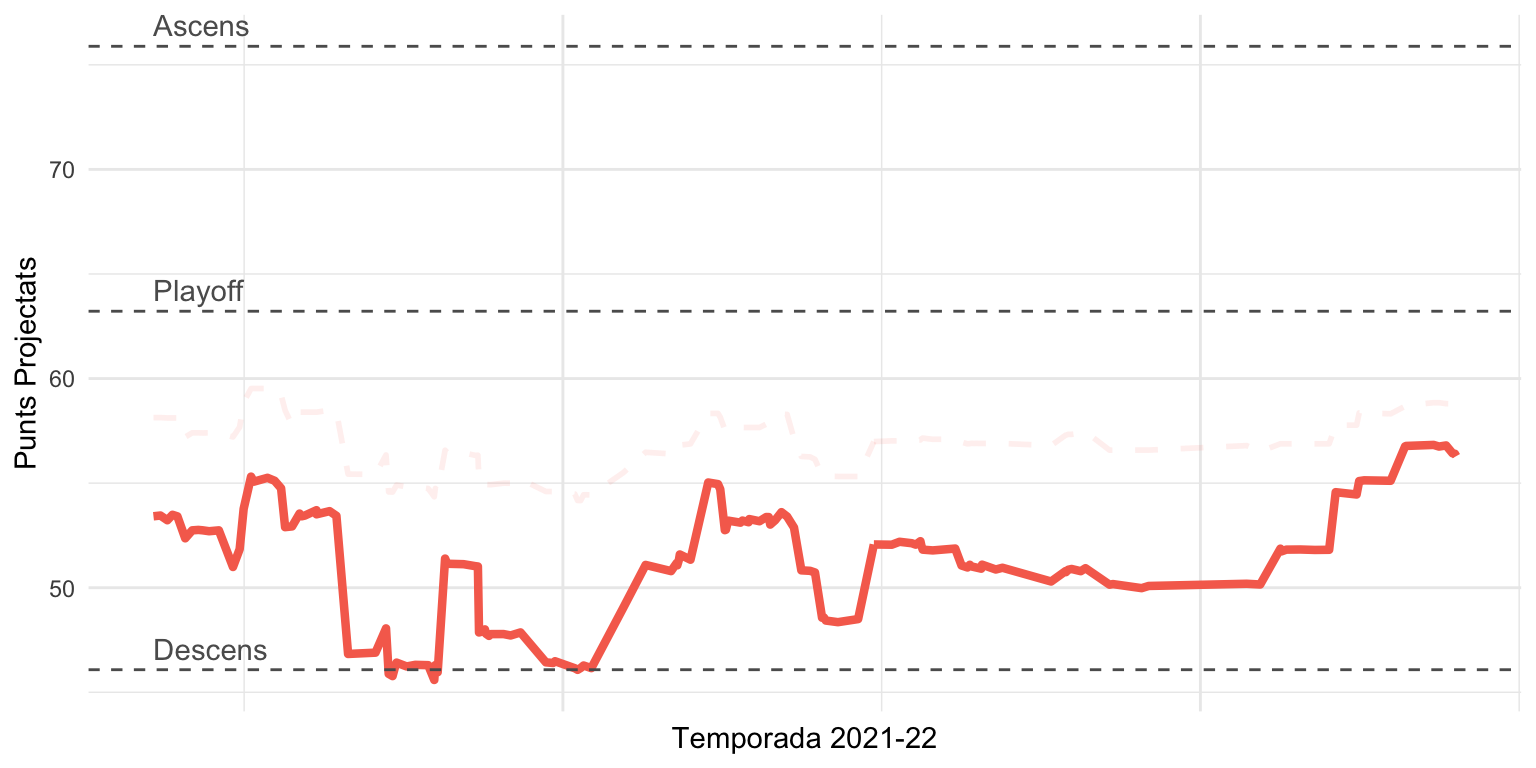 Ascens
70
Playoff
60
50
Descens
Punts Projectats
Temporada 2021-22